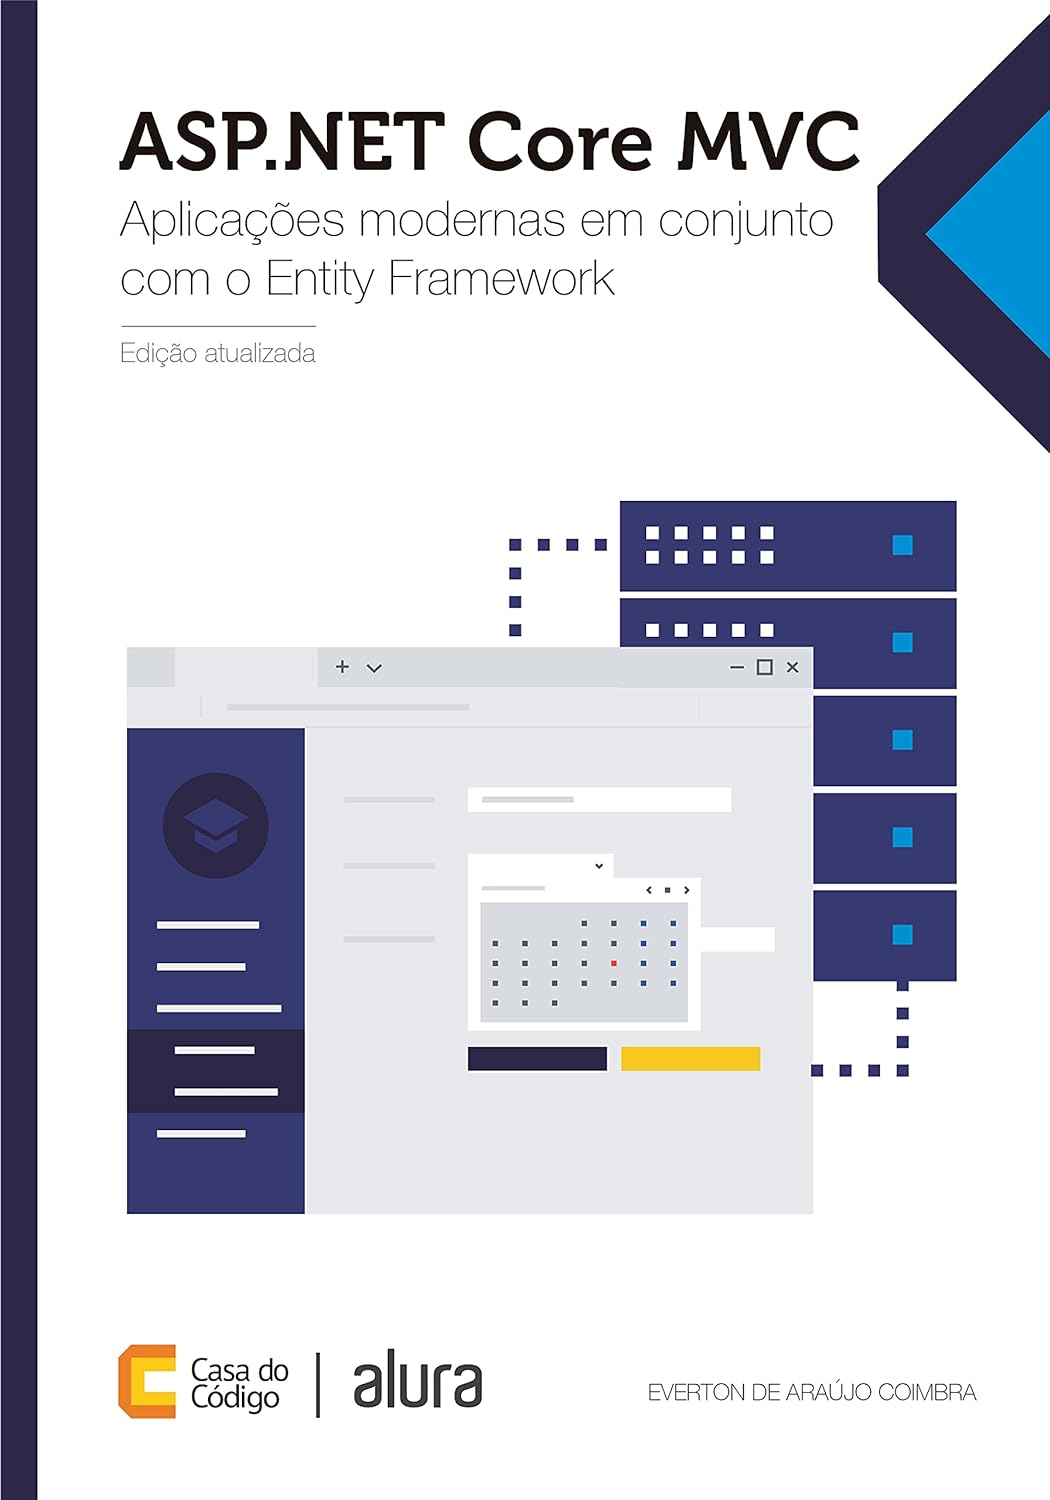 ASP.NET Core MVC
Aplicações modernas em conjunto
com o Entity Framework
Edição atualizada
Casa do
Código
alura
EVERTON DE ARAÚJO COIMBRA